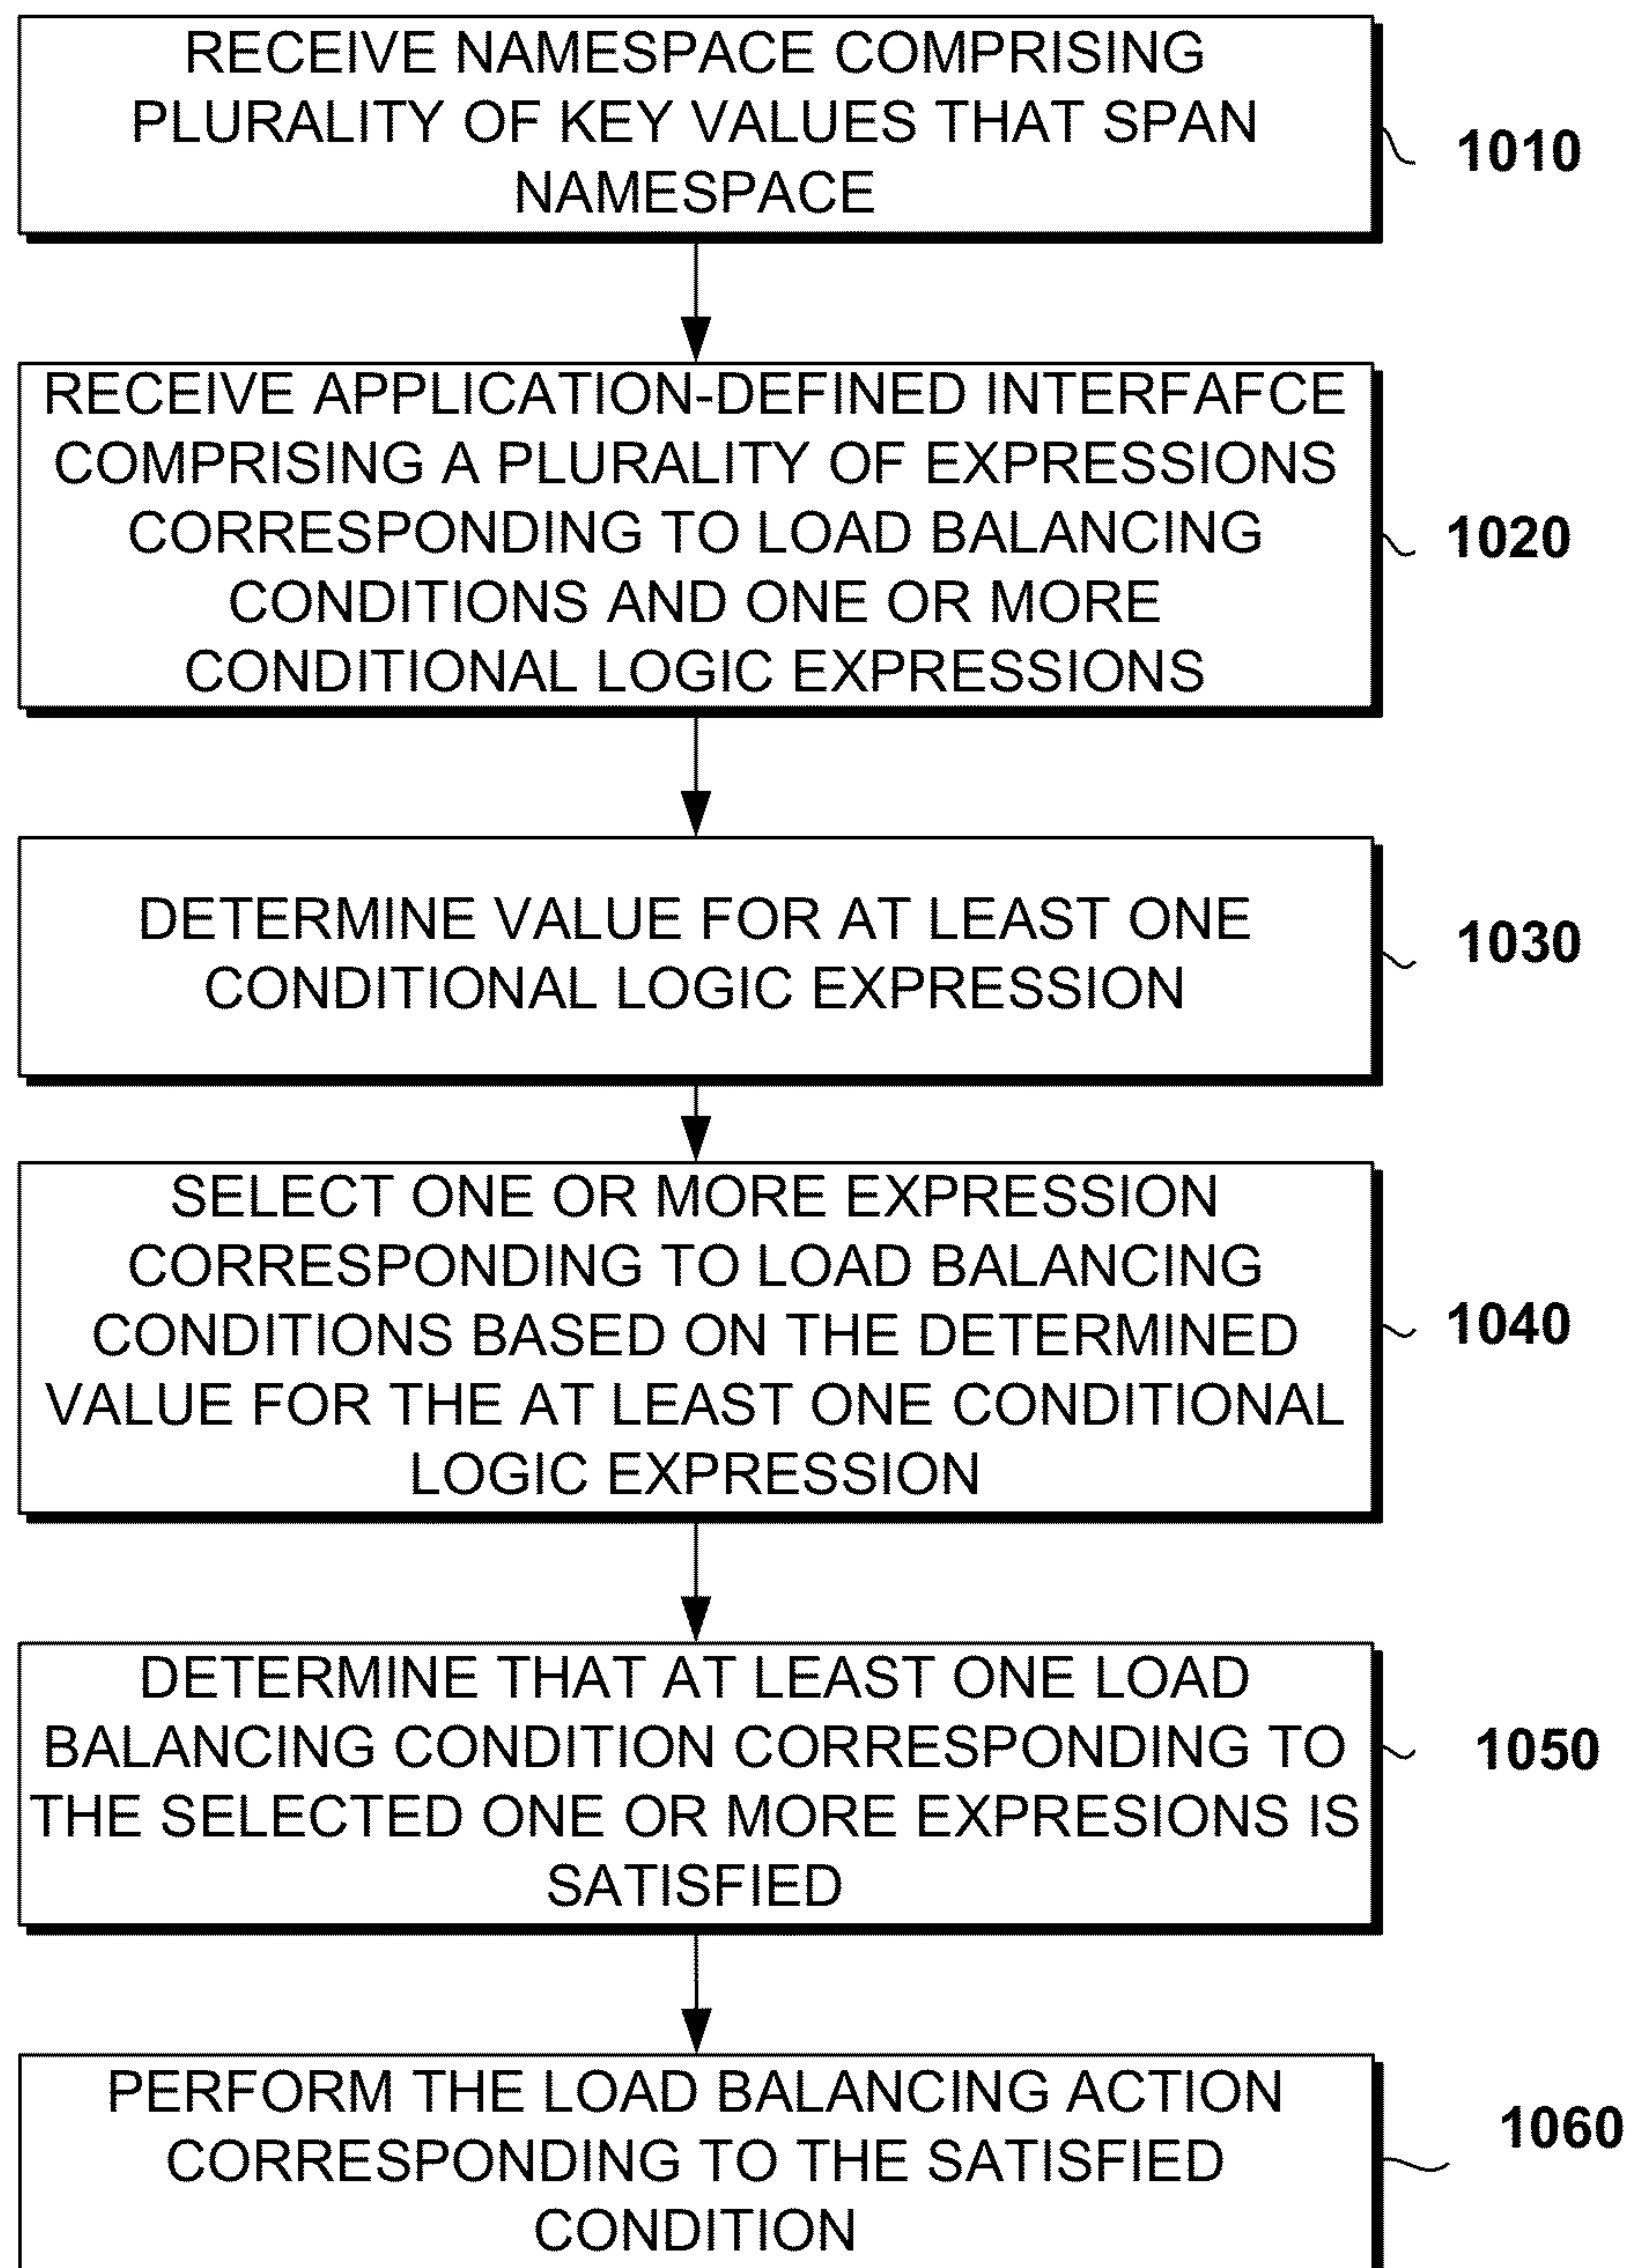 RECEIVE NAMESPACE COMPRISING
PLURALITY OF KEY VALUES THAT SPAN
NAMESPACE
1010
RECEIVE APPLICATION-DEFINED INTERFAFCE
COMPRISING A PLURALITY OF EXPRESSIONS
CORRESPONDING TO LOAD BALANCING
CONDITIONS AND ONE OR MORE
CONDITIONAL LOGIC EXPRESSIONS
1020
DETERMINE VALUE FOR AT LEAST ONE
CONDITIONAL LOGIC EXPRESSION
1030
SELECT ONE OR MORE EXPRESSION
CORRESPONDING TO LOAD BALANCING
CONDITIONS BASED ON THE DETERMINED
VALUE FOR THE AT LEAST ONE CONDITIONAL
LOGIC EXPRESSION
1040
DETERMINE THAT AT LEAST ONE LOAD
BALANCING CONDITION CORRESPONDING TO
THE SELECTED ONE OR MORE EXPRESIONS IS
SATISFIED
1050
PERFORM THE LOAD BALANCING ACTION
CORRESPONDING TO THE SATISFIED
CONDITION
1060